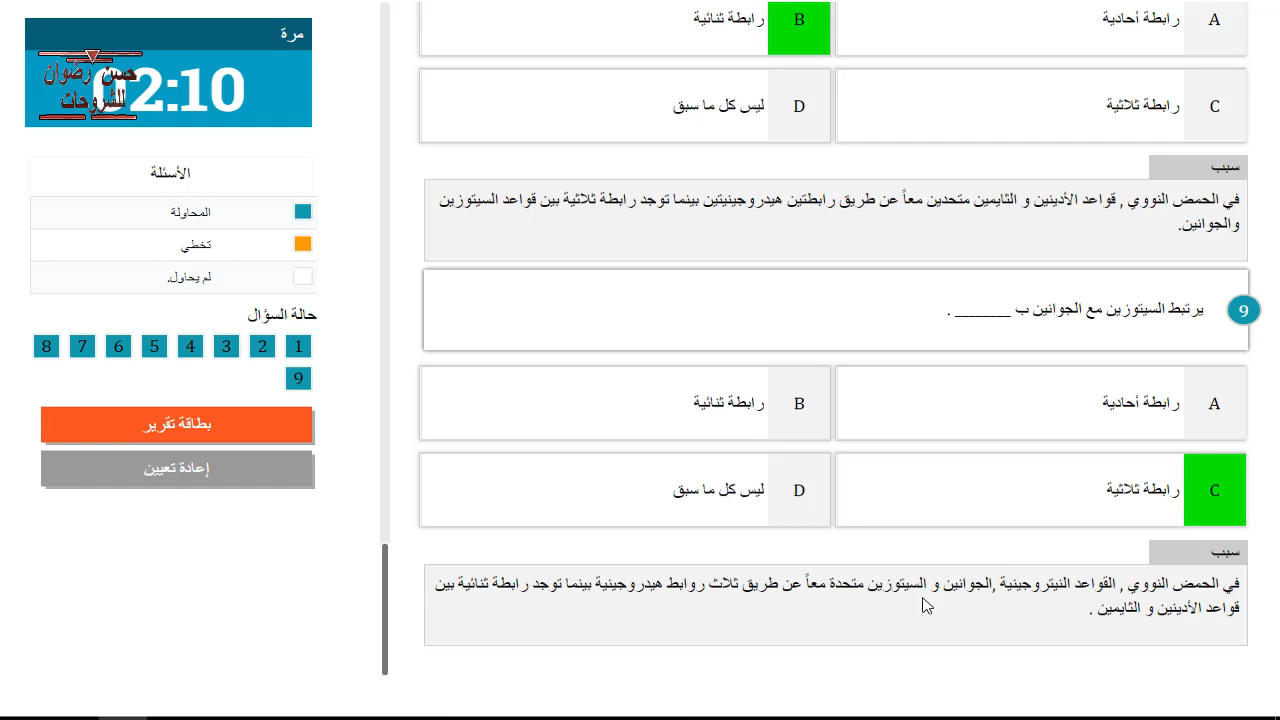 مرة
02:10
حسن رضوان
للشروحات
الأسئلة
المحاولة
تخطي
لم يحاول.
حالة السؤال
1 2 3 4 5 6 7 8
9
بطاقة تقرير
إعادة تعيين
A رابطة أحادية
B رابطة ثنائية
C رابطة ثلاثية
D ليس كل ما سبق
سبب
في الحمض النووي , قواعد الأدينين و الثايمين متحدين معاً عن طريق رابطتين هيدروجينيتين بينما توجد رابطة ثلاثية بين قواعد السيتوزين
والجوانين.
9 يرتبط السيتوزين مع الجوانين ب ________ .
A رابطة أحادية
B رابطة ثنائية
C رابطة ثلاثية
D ليس كل ما سبق
سبب
في الحمض النووي , القواعد النيتروجينية ,الجوانين و السيتوزين متحدة معاً عن طريق ثلاث روابط هيدروجينية بينما توجد رابطة ثنائية بين
قواعد الأدينين و الثايمين .